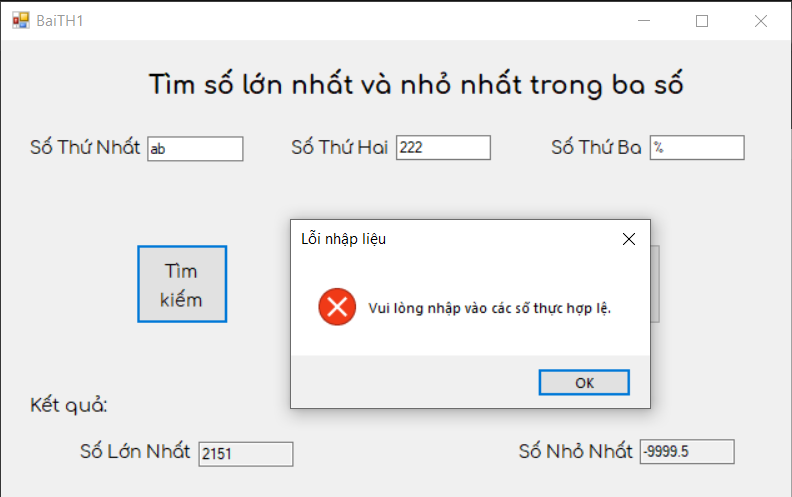 BaiTH1
Tìm số lớn nhất và nhỏ nhất trong ba số
Số Thứ Nhất ab Số Thứ Hai 222 Số Thứ Ba %
Tìm
kiếm
Lỗi nhập liệu
Vui lòng nhập vào các số thực hợp lệ.
OK
Kết quả:
Số Lớn Nhất 2151 Số Nhỏ Nhất -9999.5